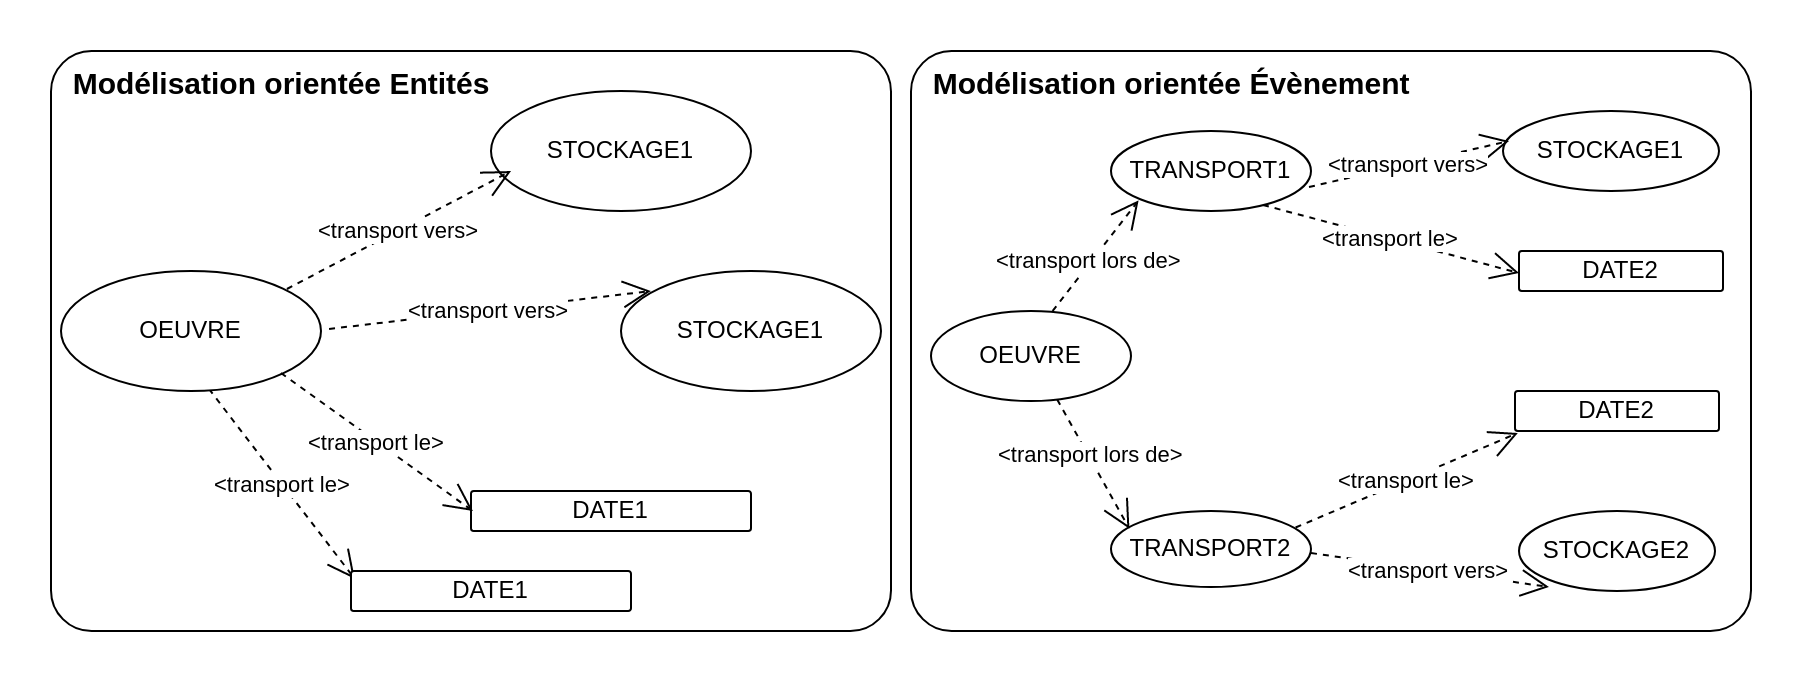 Modélisation orientée Entités
STOCKAGE1
<transport vers>
<transport vers>
OEUVRE
STOCKAGE1
<transport le>
<transport le>
DATE1
DATE1
Modélisation orientée Évènement
TRANSPORT1
<transport vers>
STOCKAGE1
<transport le>
<transport lors de>
DATE2
OEUVRE
DATE2
<transport lors de>
<transport le>
TRANSPORT2
<transport vers>
STOCKAGE2